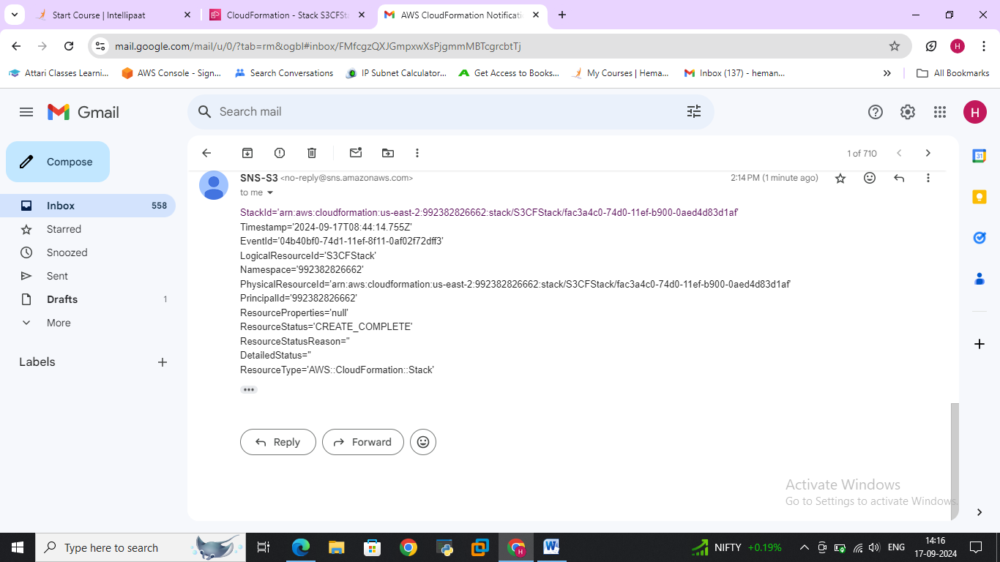 Start Course | Intellipaat
CloudFormation - Stack S3CFSta
AWS CloudFormation Notificati
mail.google.com/mail/u/0/?tab=rm&ogbl#inbox/FMfcgzQXJGmpxwXsPjgmmMBTcgrcbtTj
H
Attari Classes Learni...
AWS Console - Sign...
Search Conversations
IP Subnet Calculator...
Get Access to Books...
My Courses | Hema...
Inbox (137) - heman...
All Bookmarks
Gmail
Search mail
H
Compose
1 of 710
Inbox 558
Starred
Snoozed
Sent
Drafts 1
More
Labels
SNS-S3 <no-reply@sns.amazonaws.com>
2:14 PM (1 minute ago)
to me
StackId='arn:aws:cloudformation:us-east-2:992382826662:stack/S3CFStack/fac3a4c0-74d0-11ef-b900-0aed4d83d1af'
Timestamp='2024-09-17T08:44:14.755Z'
EventId='04b40bf0-74d1-11ef-8f11-0af02f72dff3'
LogicalResourceId='S3CFStack'
Namespace='992382826662'
PhysicalResourceId='arn:aws:cloudformation:us-east-2:992382826662:stack/S3CFStack/fac3a4c0-74d0-11ef-b900-0aed4d83d1af'
PrincipalId='992382826662'
ResourceProperties='null'
ResourceStatus='CREATE_COMPLETE'
ResourceStatusReason=''
DetailedStatus=''
ResourceType='AWS::CloudFormation::Stack'
Reply
Forward
31
Activate Windows
Go to Settings to activate Windows.
Type here to search
H
W
NIFTY +0.19%
ENG
14:16
17-09-2024